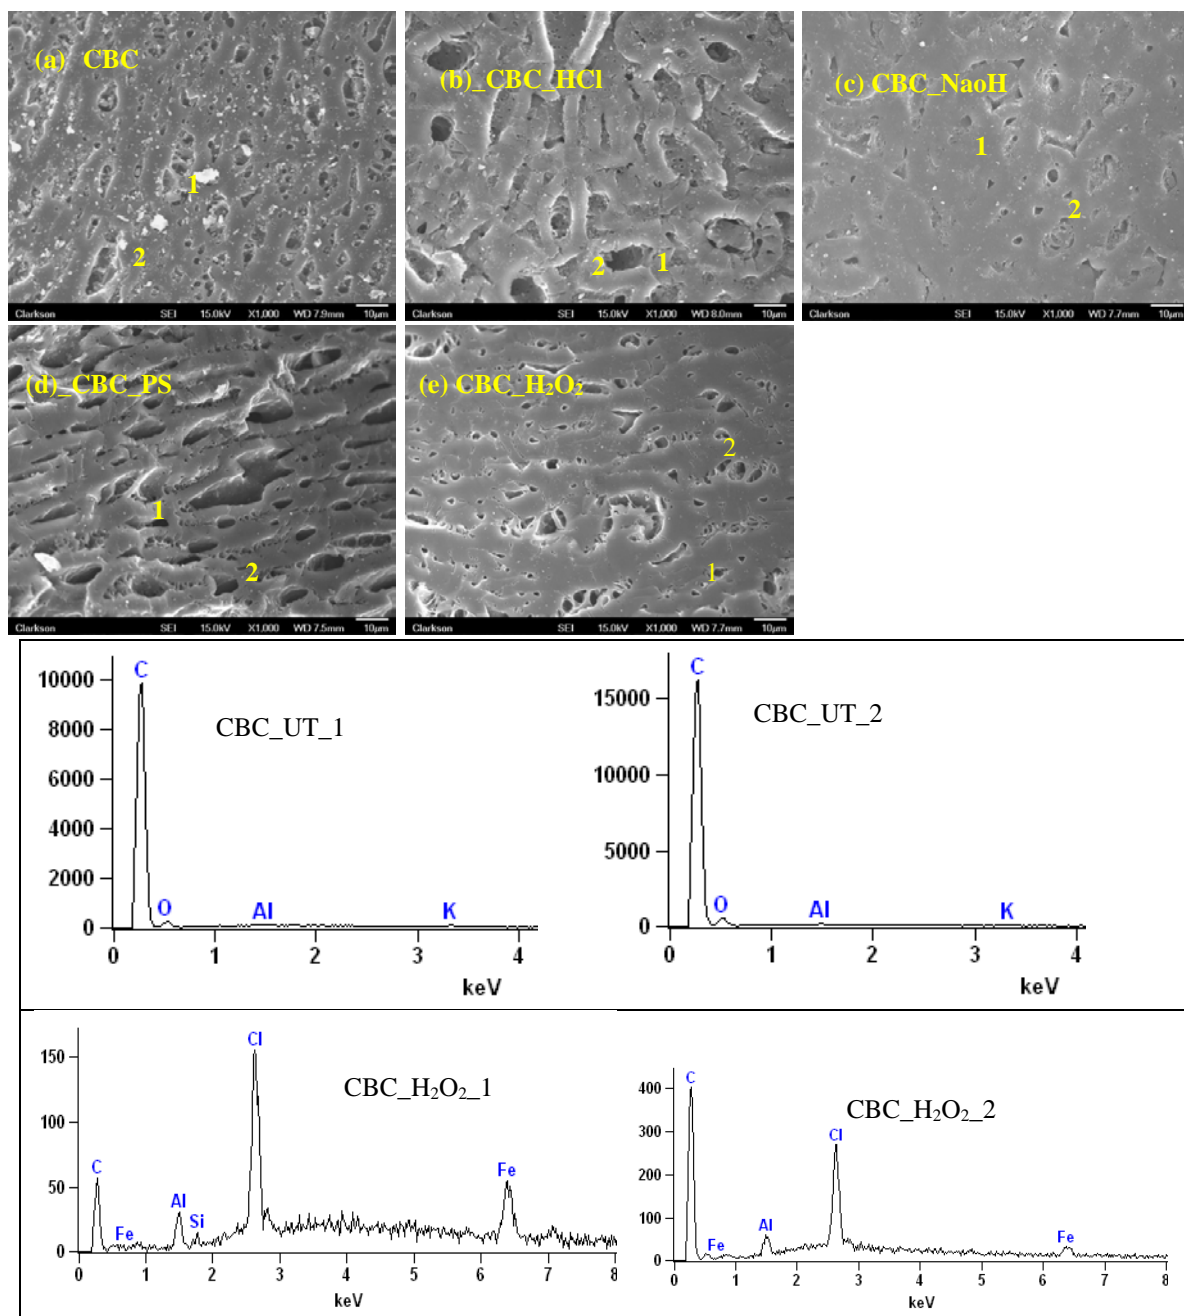 (a) CBC
1
2
Clarkson SEI 15.0kV X1,000 WD 7.9mm 10µm
(b)_CBC_HCl
2 1
Clarkson SEI 15.0kV X1,000 WD 8.0mm 10µm
(c) CBC_NaoH
1
2
Clarkson SEI 15.0kV X1,000 WD 7.7mm 10µm
(d)_CBC_PS
1
2
Clarkson SEI 15.0kV X1,000 WD 7.5mm 10µm
(e) CBC_H₂O₂
2
1
Clarkson SEI 15.0kV X1,000 WD 7.7mm 10µm
CBC_UT_1
C
10000
8000
6000
4000
2000
0
O Al K
0 1 2 3 4
keV
CBC_UT_2
C
15000
10000
5000
0
O Al K
0 1 2 3 4
keV
CBC_H₂O₂_1
Cl
150
100
50
0
C Fe Al Si Fe
0 1 2 3 4 5 6 7 8
keV
CBC_H₂O₂_2
C
400
300
200
100
0
Cl
Fe Al Fe
0 1 2 3 4 5 6 7 8
keV